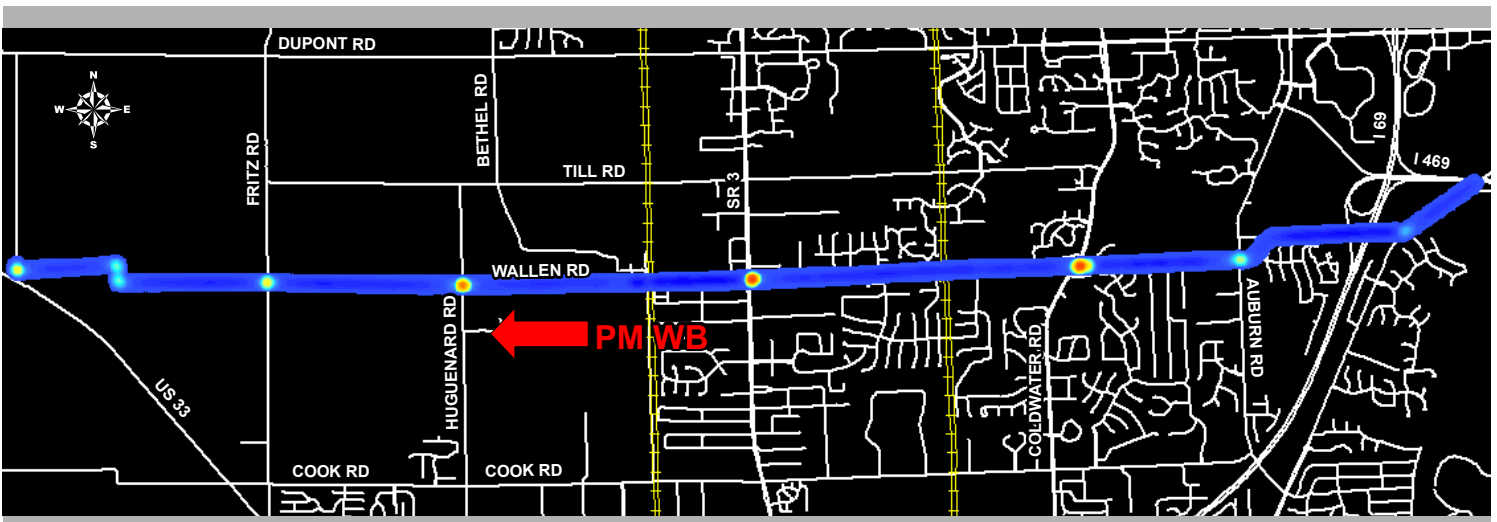 DUPONT RD
N
W E
S
BETHEL RD
FRITZ RD
I 69
I 469
TILL RD
SR 3
WALLEN RD
HUGUENARD RD
PM WB
AUBURN RD
COLDWATER RD
US 33
COOK RD
COOK RD